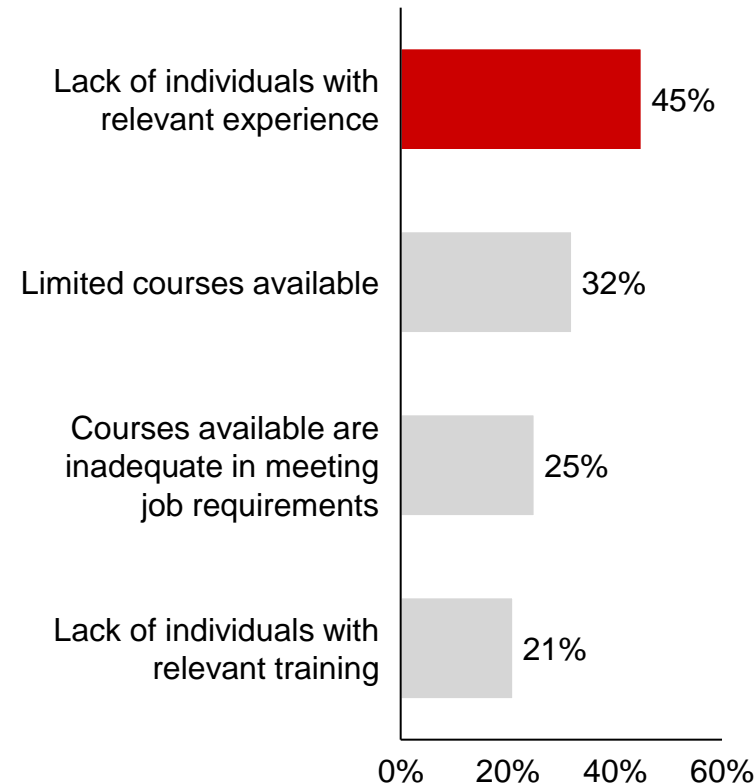 Lack of individuals with
relevant experience
45%
Limited courses available
32%
Courses available are
inadequate in meeting
job requirements
25%
Lack of individuals with
relevant training
21%
0% 20% 40% 60%